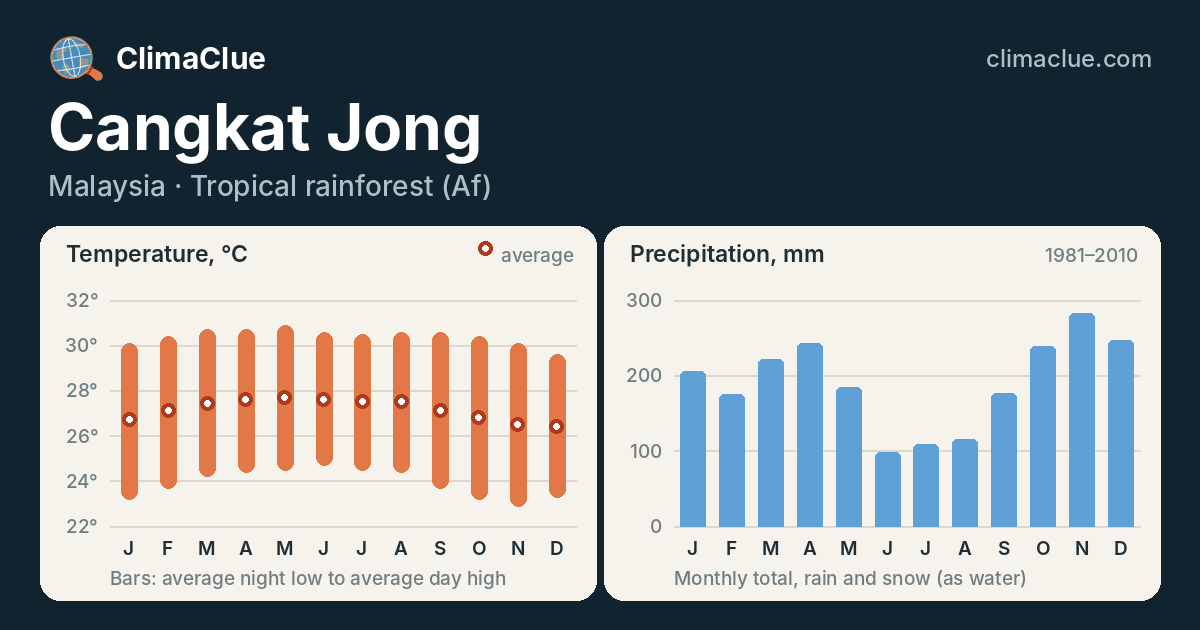 ClimaClue
climaclue.com
Cangkat Jong
Malaysia · Tropical rainforest (Af)
Temperature, °C
average
32°
30°
28°
26°
24°
22°
J F M A M J J A S O N D
Bars: average night low to average day high
Precipitation, mm
1981–2010
300
200
100
0
J F M A M J J A S O N D
Monthly total, rain and snow (as water)